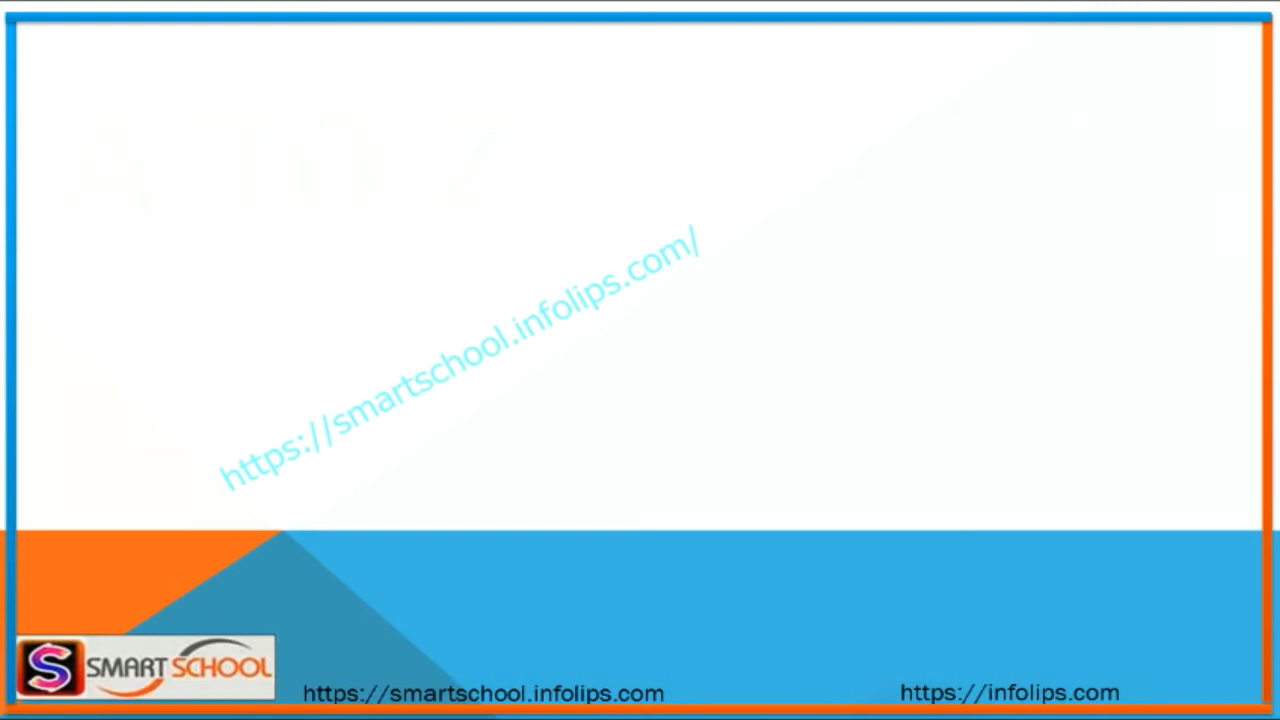 A TO Z
https://smartschool.infolips.com/
S SMART SCHOOL
https://smartschool.infolips.com
https://infolips.com